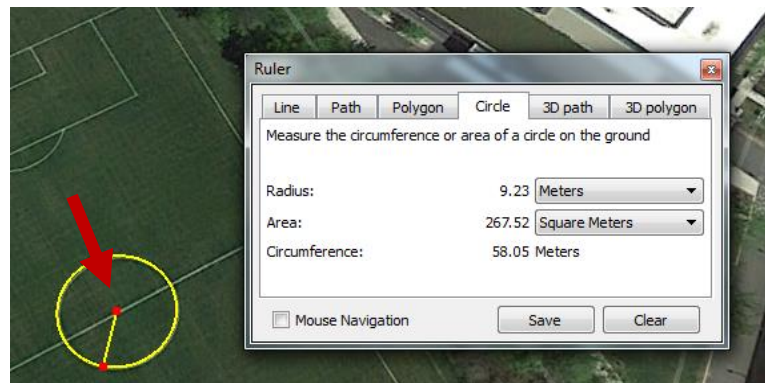 Ruler
Line Path Polygon Circle 3D path 3D polygon
Measure the circumference or area of a circle on the ground
Radius: 9.23 Meters
Area: 267.52 Square Meters
Circumference: 58.05 Meters
Mouse Navigation Save Clear